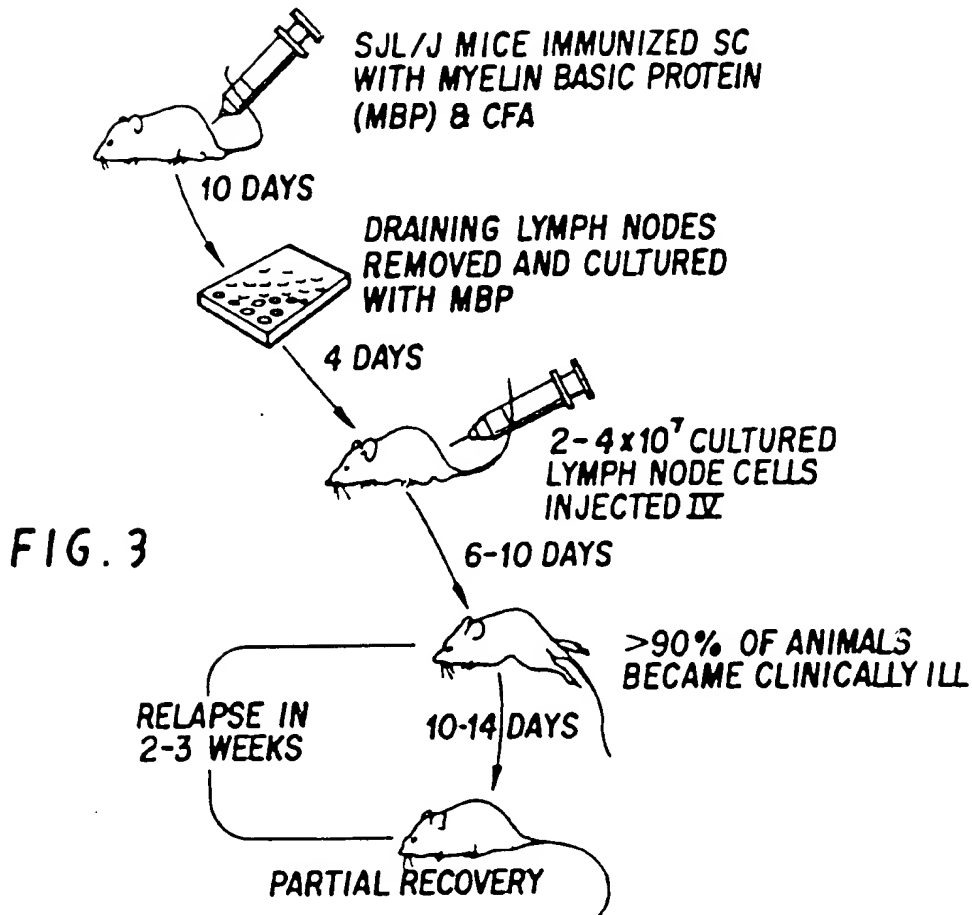 SJL/J MICE IMMUNIZED SC
WITH MYELIN BASIC PROTEIN
(MBP) & CFA
10 DAYS
DRAINING LYMPH NODES
REMOVED AND CULTURED
WITH MBP
4 DAYS
2-4x10⁷ CULTURED
LYMPH NODE CELLS
INJECTED IV
FIG. 3
6-10 DAYS
>90% OF ANIMALS
BECAME CLINICALLY ILL
RELAPSE IN
2-3 WEEKS
10-14 DAYS
PARTIAL RECOVERY